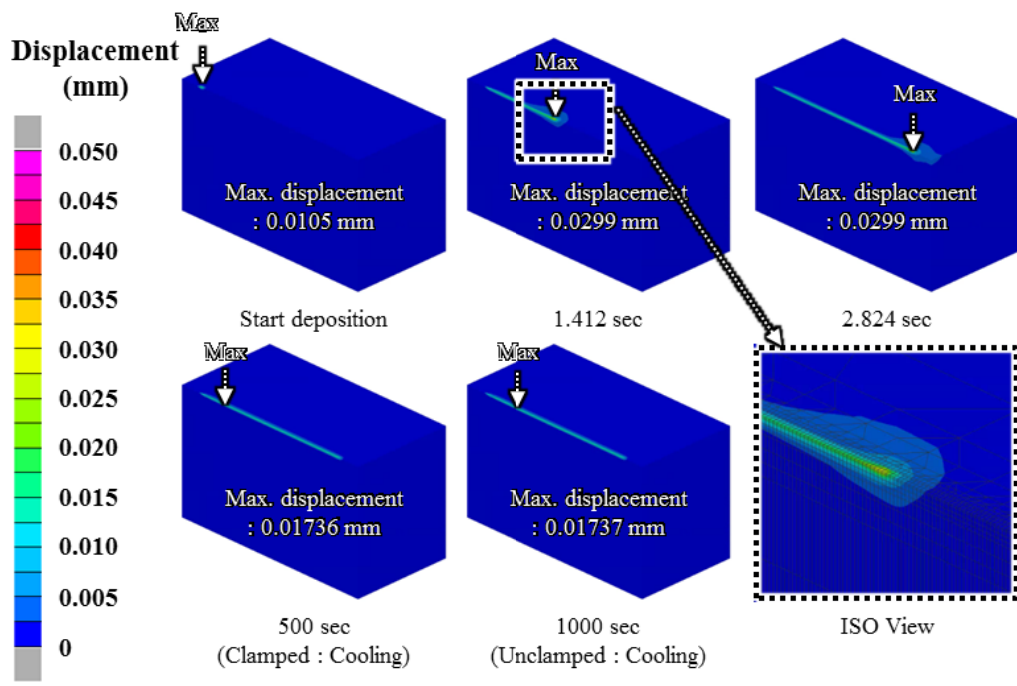 Displacement
(mm)
0.050
0.045
0.040
0.035
0.030
0.025
0.020
0.015
0.010
0.005
0
Max
Max. displacement
: 0.0105 mm
Start deposition
Max
Max. displacement
: 0.0299 mm
1.412 sec
Max
Max. displacement
: 0.0299 mm
2.824 sec
Max
Max. displacement
: 0.01736 mm
500 sec
(Clamped : Cooling)
Max
Max. displacement
: 0.01737 mm
1000 sec
(Unclamped : Cooling)
ISO View